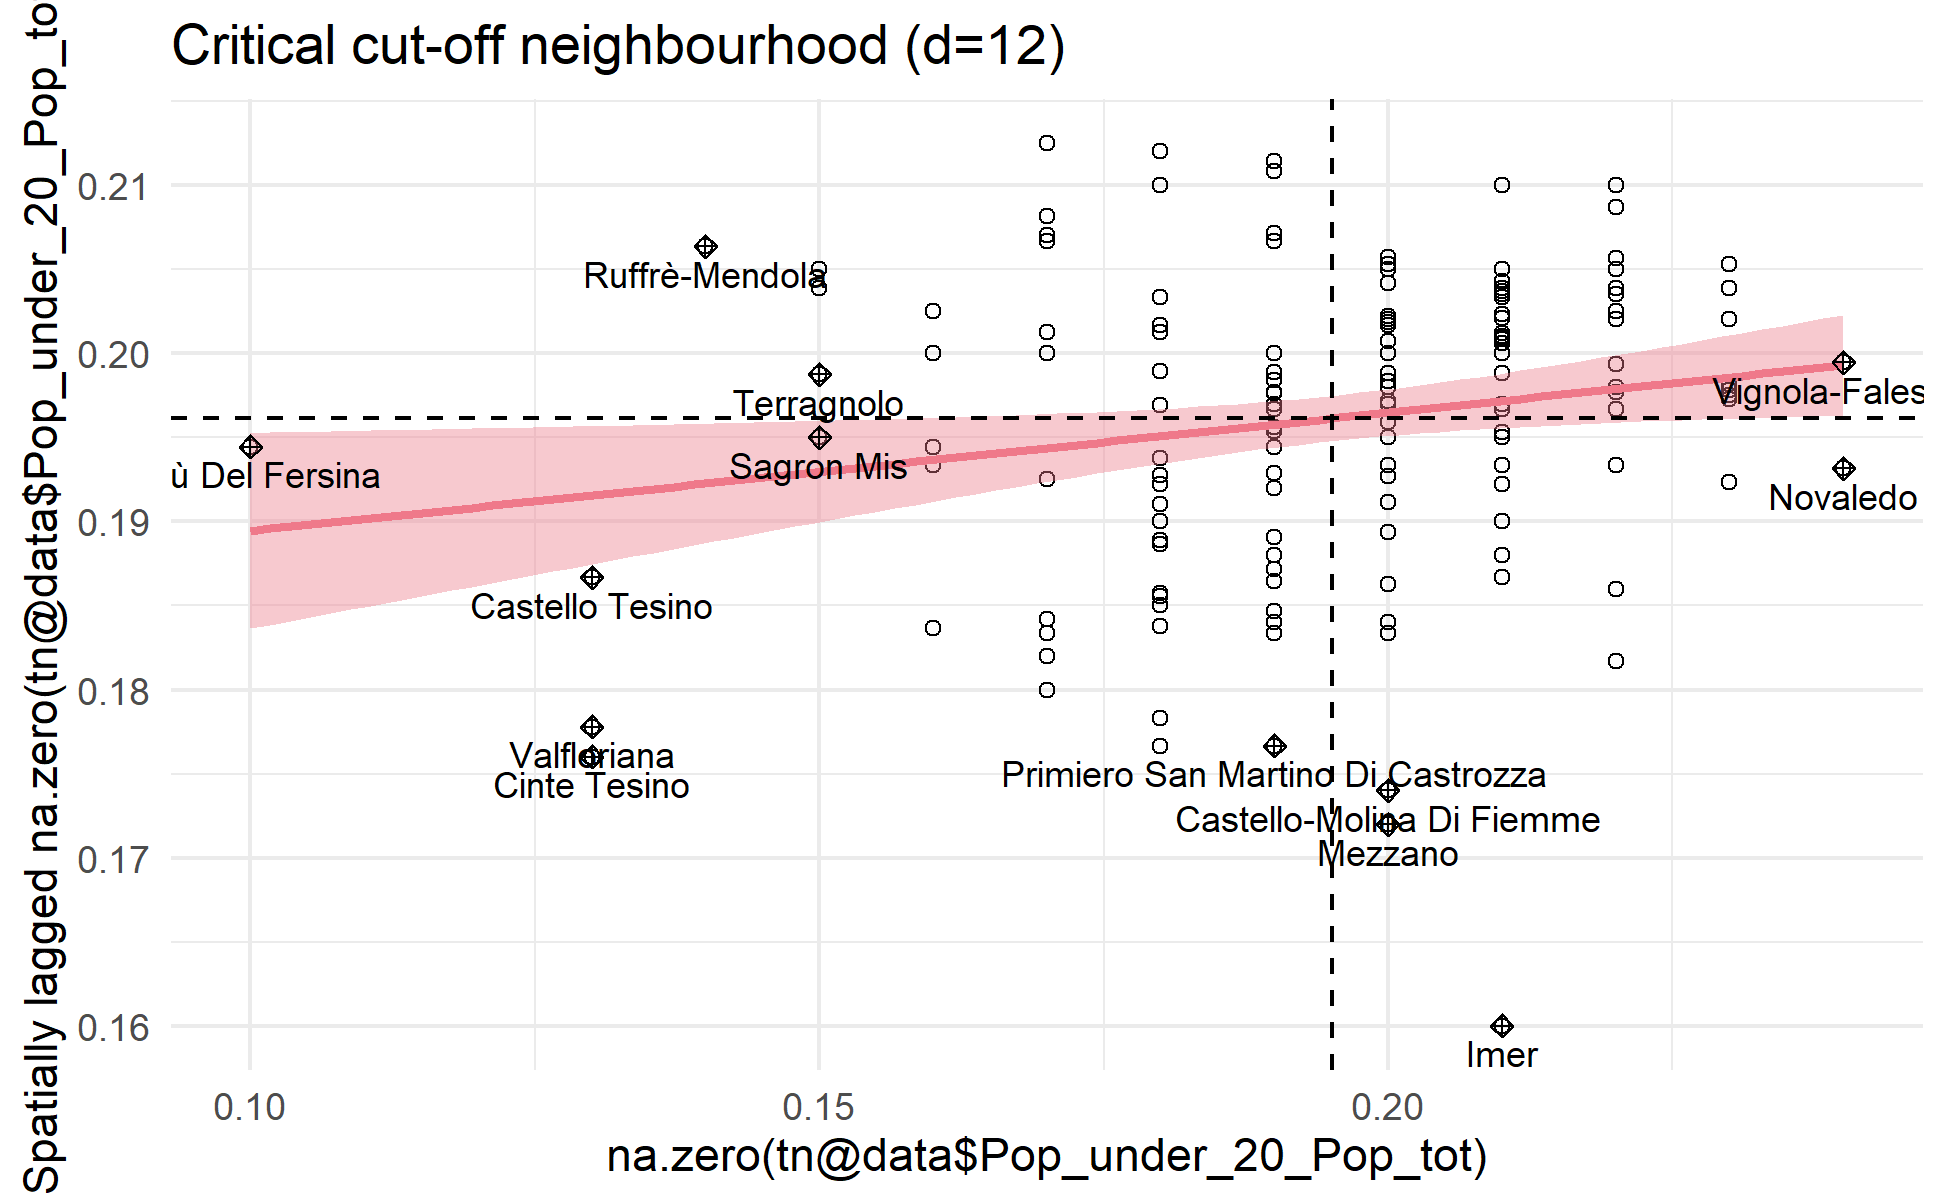 Critical cut-off neighbourhood (d=12)
Spatially lagged na.zero(tn@data$Pop_under_20_Pop_to
0.21
0.20
0.19
0.18
0.17
0.16
Ruffrè-Mendola
Terragnolo
Vignola-Fales
Sagron Mis
ù Del Fersina
Novaledo
Castello Tesino
Valfloriana
Cinte Tesino
Primiero San Martino Di Castrozza
Castello-Molina Di Fiemme
Mezzano
Imer
0.10
0.15
0.20
na.zero(tn@data$Pop_under_20_Pop_tot)